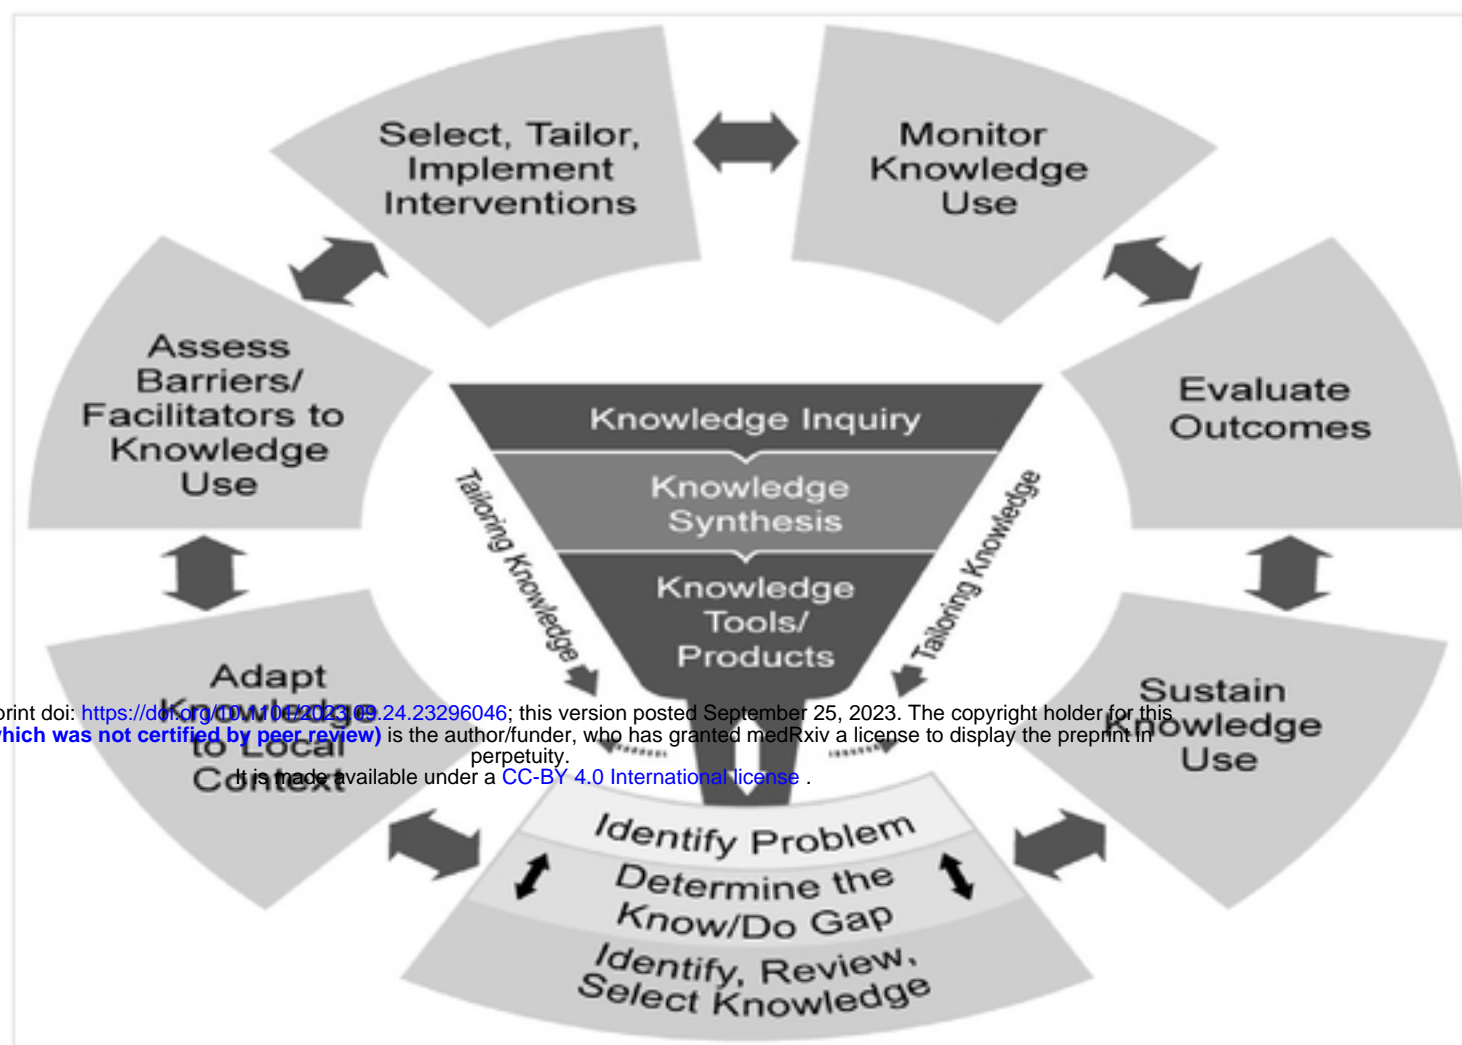 Select, Tailor,
Implement
Interventions
Monitor
Knowledge
Use
Assess
Barriers/
Facilitators to
Knowledge
Use
Evaluate
Outcomes
Knowledge Inquiry
Knowledge
Synthesis
Knowledge
Tools/
Products
Tailoring Knowledge
Tailoring Knowledge
Adapt
Knowledge
to Local
Context
Sustain
Knowledge
Use
print doi: https://doi.org/10.1101/2023.09.24.23296046; this version posted September 25, 2023. The copyright holder for this
which was not certified by peer review) is the author/funder, who has granted medRxiv a license to display the preprint in
perpetuity.
It is made available under a CC-BY 4.0 International license .
Identify Problem
Determine the
Know/Do Gap
Identify, Review,
Select Knowledge